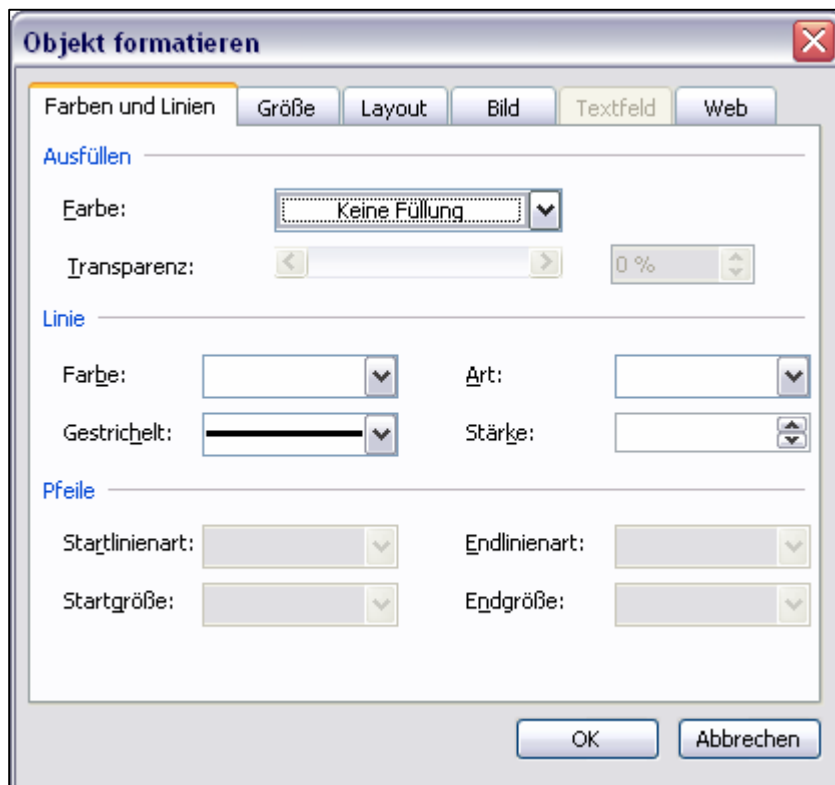 Objekt formatieren
Farben und Linien Größe Layout Bild Textfeld Web
Ausfüllen
Farbe: Keine Füllung
Transparenz: 0 %
Linie
Farbe: Art:
Gestrichelt: Stärke:
Pfeile
Startlinienart: Endlinienart:
Startgröße: Endgröße:
OK Abbrechen